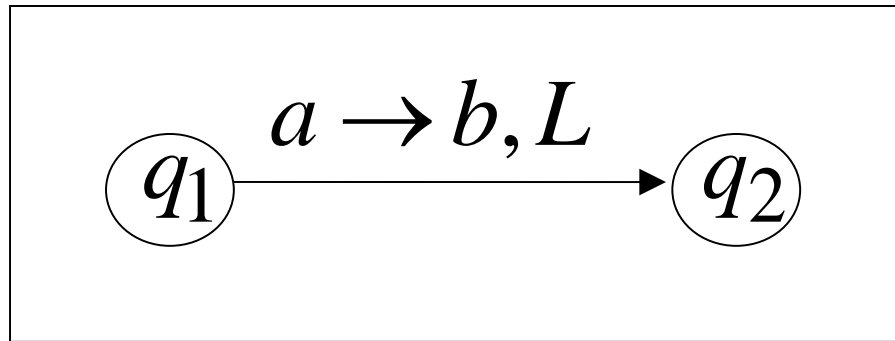 a → b, L
q₁ q₂